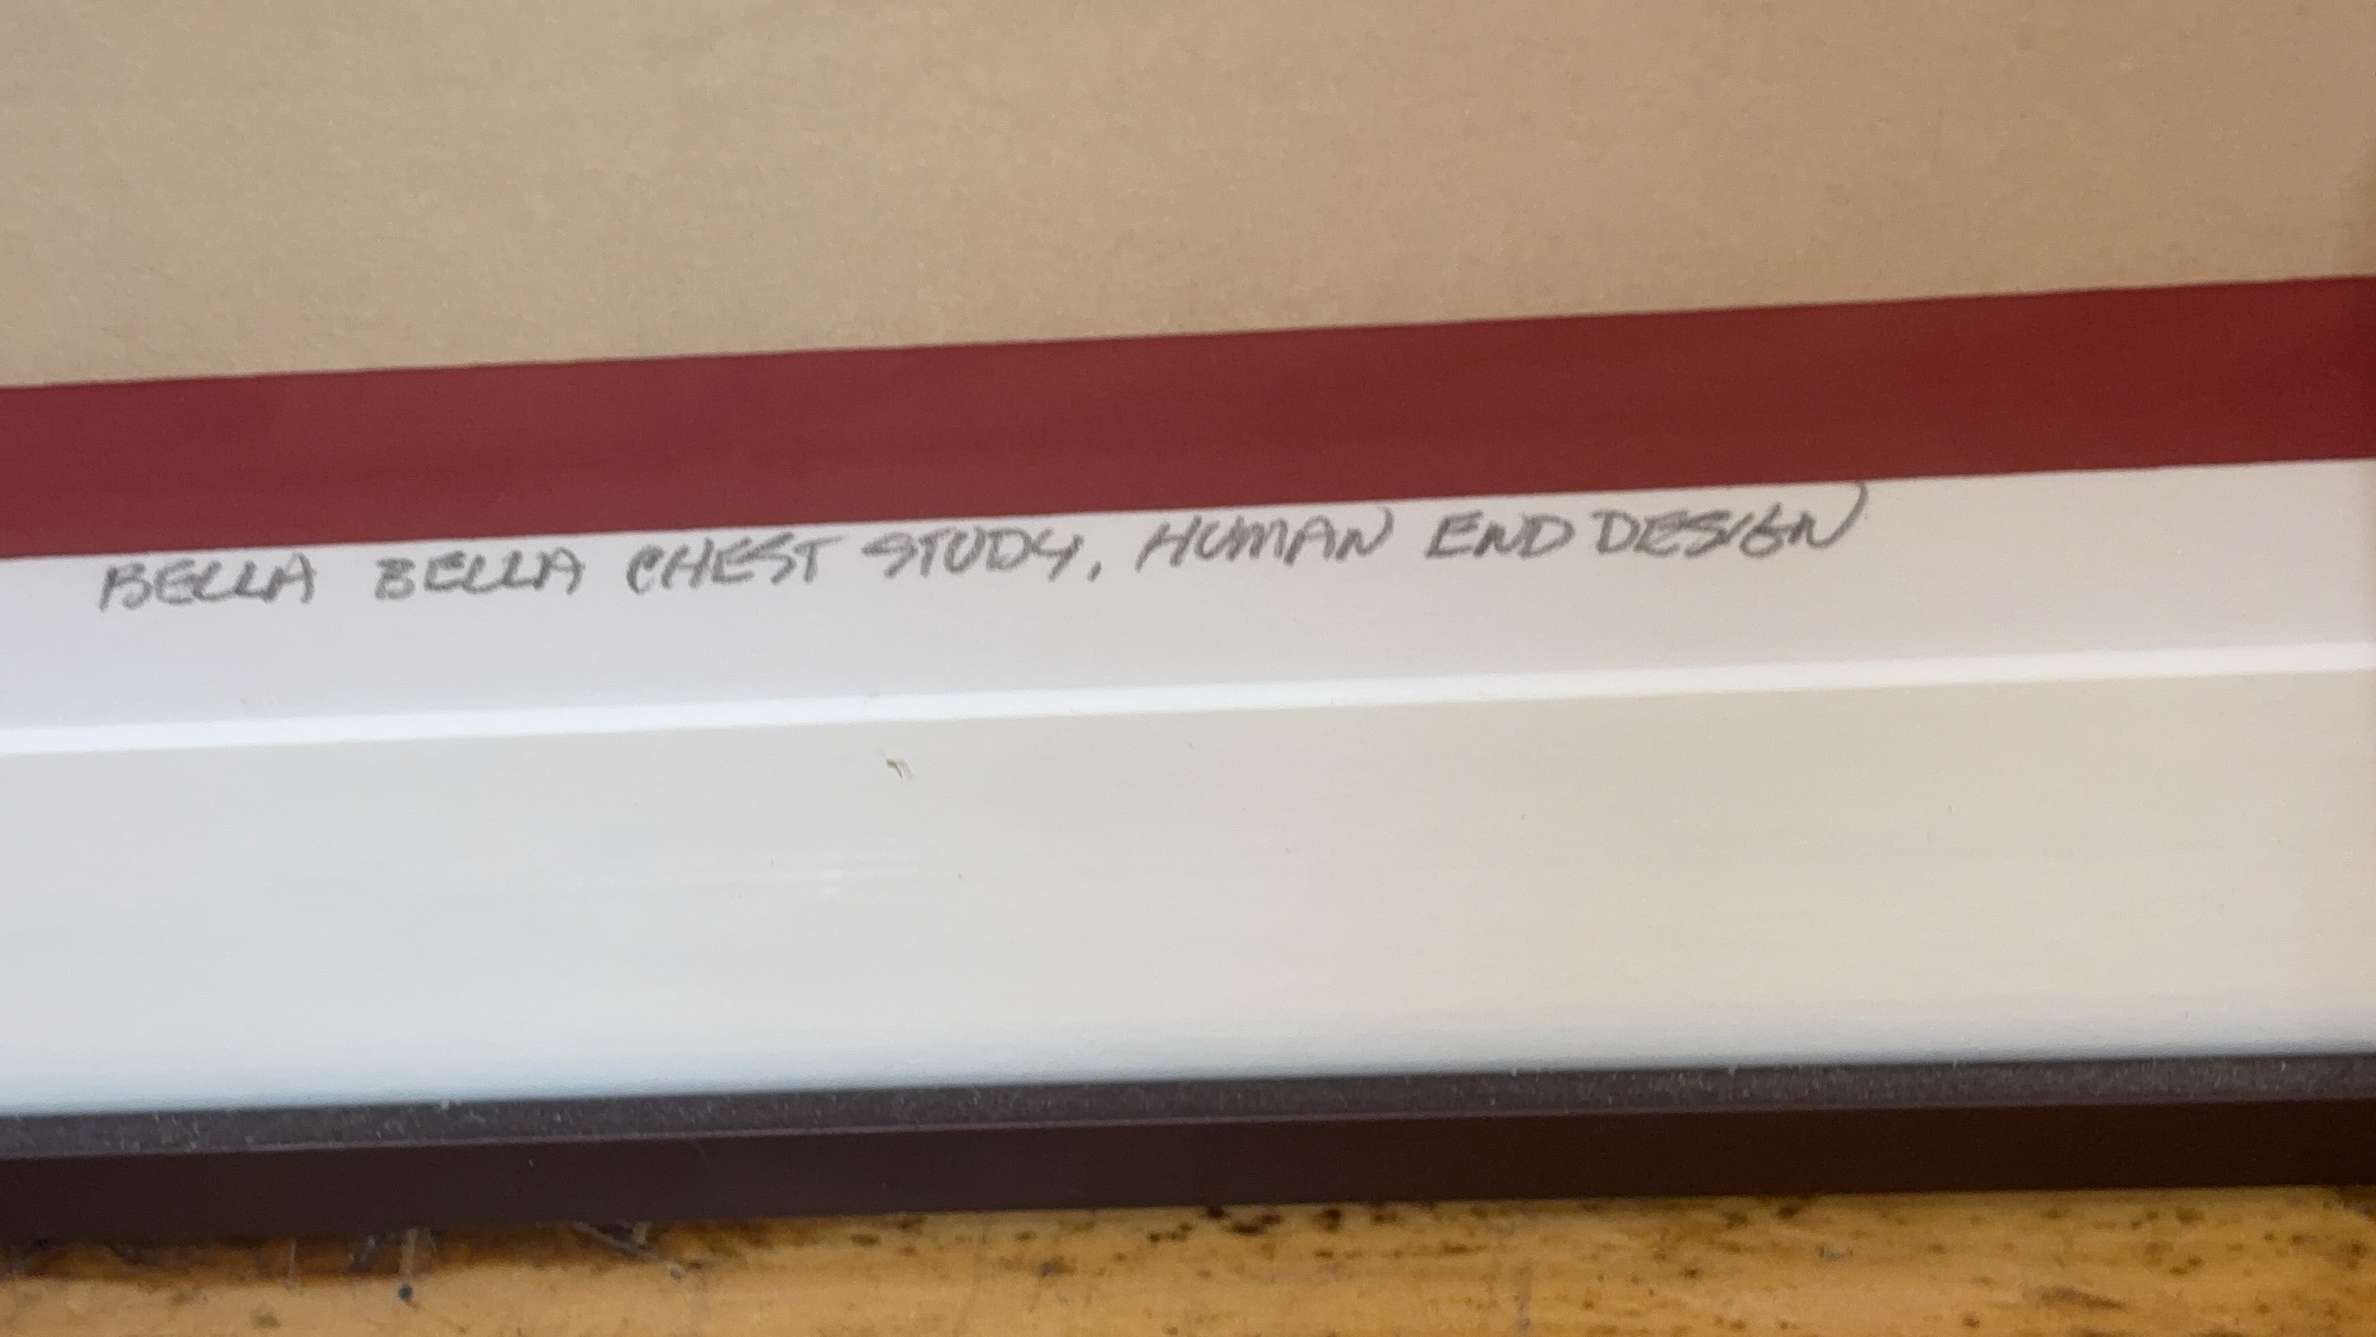 BELLA BELLA CHEST STUDY, HUMAN END DESIGN